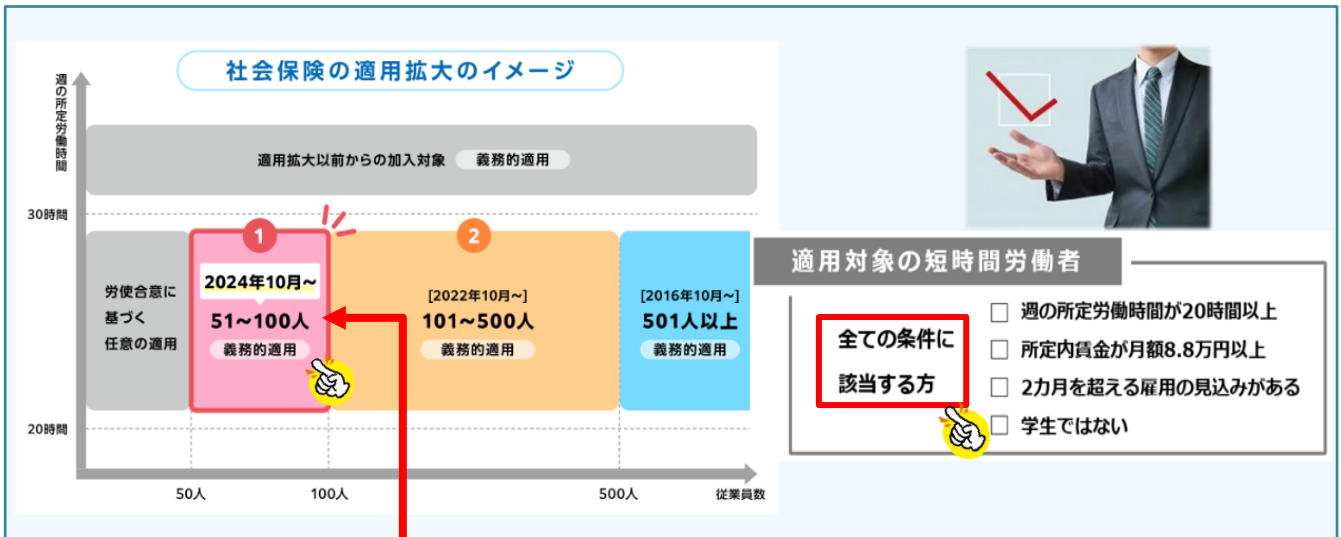 社会保険の適用拡大のイメージ
週の所定労働時間
適用拡大以前からの加入対象 義務的適用
30時間
1
2
労使合意に
基づく
任意の適用
2024年10月~
51~100人
義務的適用
[2022年10月~]
101~500人
義務的適用
[2016年10月~]
501人以上
義務的適用
20時間
50人
100人
500人
従業員数
適用対象の短時間労働者
全ての条件に
該当する方
□ 週の所定労働時間が20時間以上
□ 所定内賃金が月額8.8万円以上
□ 2カ月を超える雇用の見込みがある
□ 学生ではない